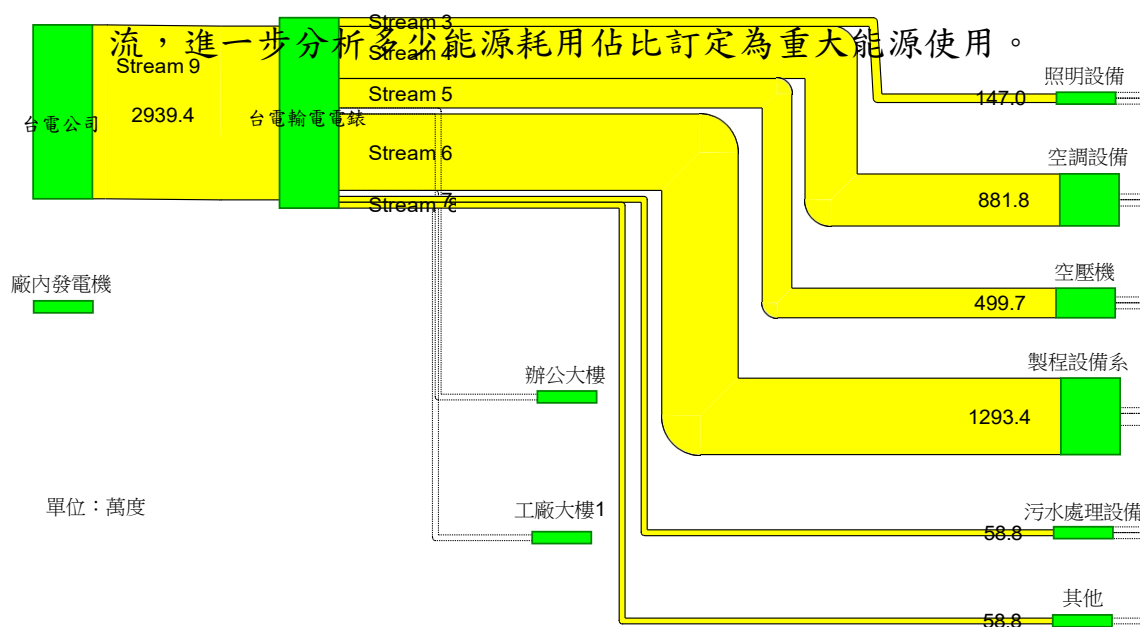 Stream 3
流，進一步分析多少能源耗用佔比訂定為重大能源使用。
Stream 4
Stream 9
照明設備
Stream 5
147.0
2939.4
台電公司
台電輸電電錶
Stream 6
空調設備
881.8
7
Stream 8
空壓機
廠內發電機
499.7
製程設備系
辦公大樓
1293.4
單位：萬度
工廠大樓1
污水處理設備
58.8
其他
58.8